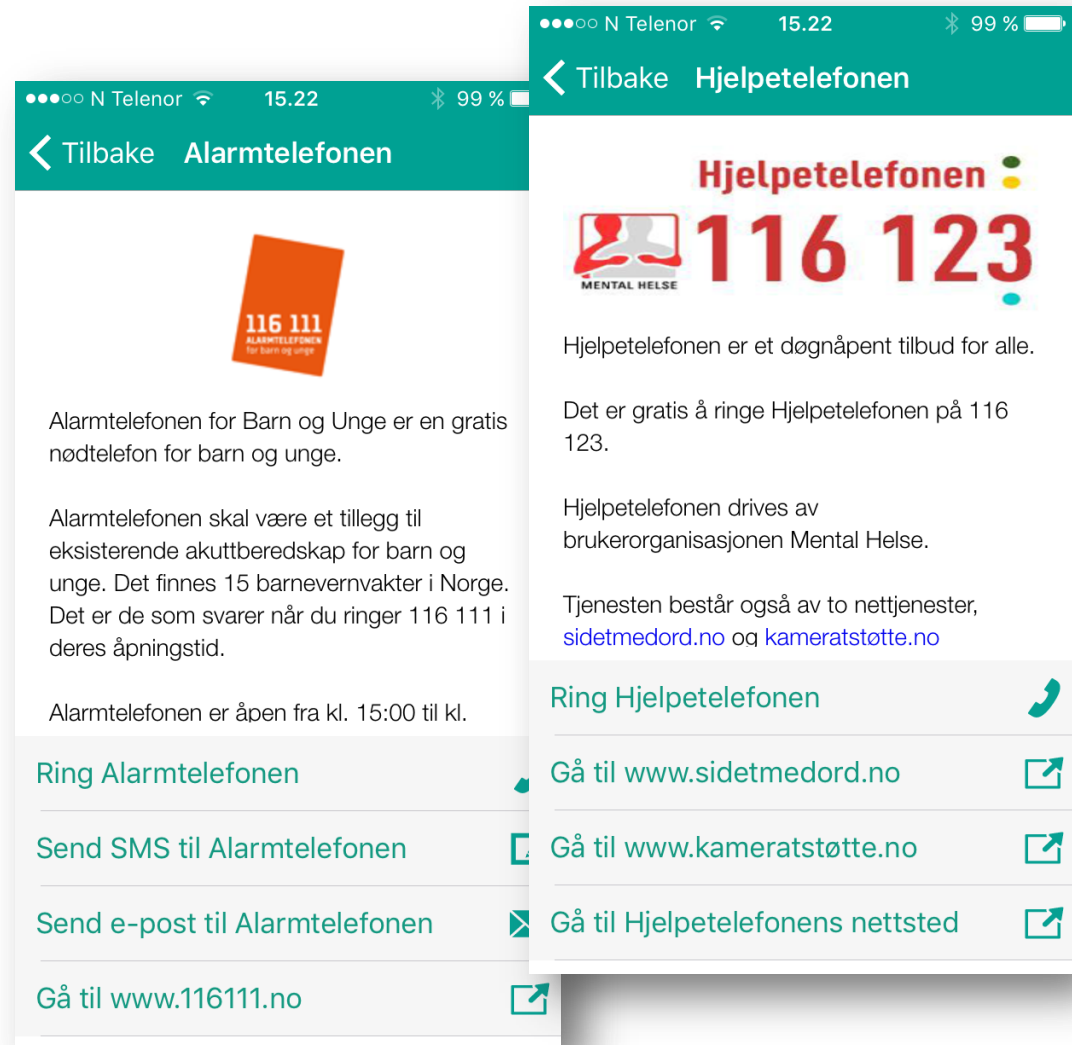 ●●●○○ N Telenor 15.22 99 %
Tilbake Alarmtelefonen
116 111
ALARMTELEFONEN
for barn og unge
Alarmtelefonen for Barn og Unge er en gratis
nødtelefon for barn og unge.
Alarmtelefonen skal være et tillegg til
eksisterende akuttberedskap for barn og
unge. Det finnes 15 barnevernvakter i Norge.
Det er de som svarer når du ringer 116 111 i
deres åpningstid.
Alarmtelefonen er åpen fra kl. 15:00 til kl.
Ring Alarmtelefonen
Send SMS til Alarmtelefonen
Send e-post til Alarmtelefonen
Gå til www.116111.no
●●●○○ N Telenor 15.22 99 %
Tilbake Hjelpetelefonen
Hjelpetelefonen
116 123
MENTAL HELSE
Hjelpetelefonen er et døgnåpent tilbud for alle.
Det er gratis å ringe Hjelpetelefonen på 116
123.
Hjelpetelefonen drives av
brukerorganisasjonen Mental Helse.
Tjenesten består også av to nettjenester,
sidetmedord.no og kameratstøtte.no
Ring Hjelpetelefonen
Gå til www.sidetmedord.no
Gå til www.kameratstøtte.no
Gå til Hjelpetelefonens nettsted